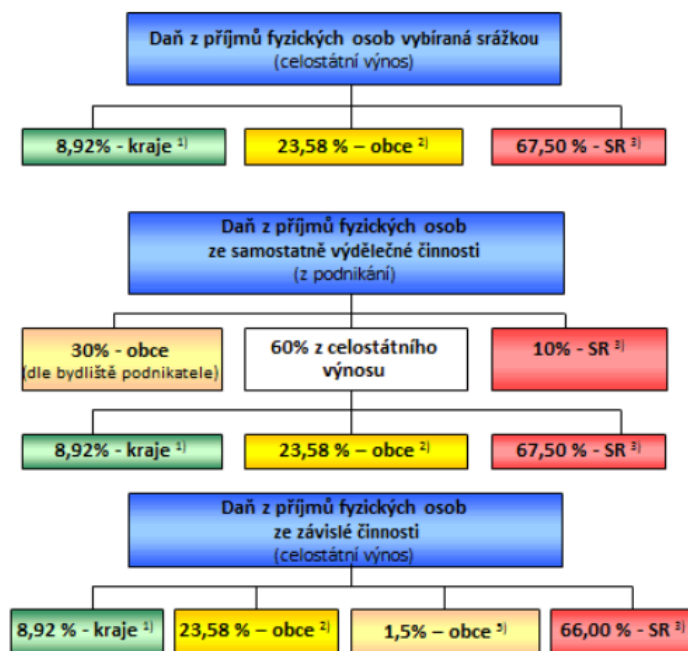 Daň z příjmů fyzických osob vybíraná srážkou
(celostátní výnos)
8,92% - kraje 1)
23,58 % – obce 2)
67,50 % - SR 3)
Daň z příjmů fyzických osob
ze samostatně výdělečné činnosti
(z podnikání)
30% - obce
(dle bydliště podnikatele)
60% z celostátního
výnosu
10% - SR 3)
8,92% - kraje 1)
23,58 % – obce 2)
67,50 % - SR 3)
Daň z příjmů fyzických osob
ze závislé činnosti
(celostátní výnos)
8,92 % - kraje 1)
23,58 % – obce 2)
1,5% – obce 5)
66,00 % - SR 3)